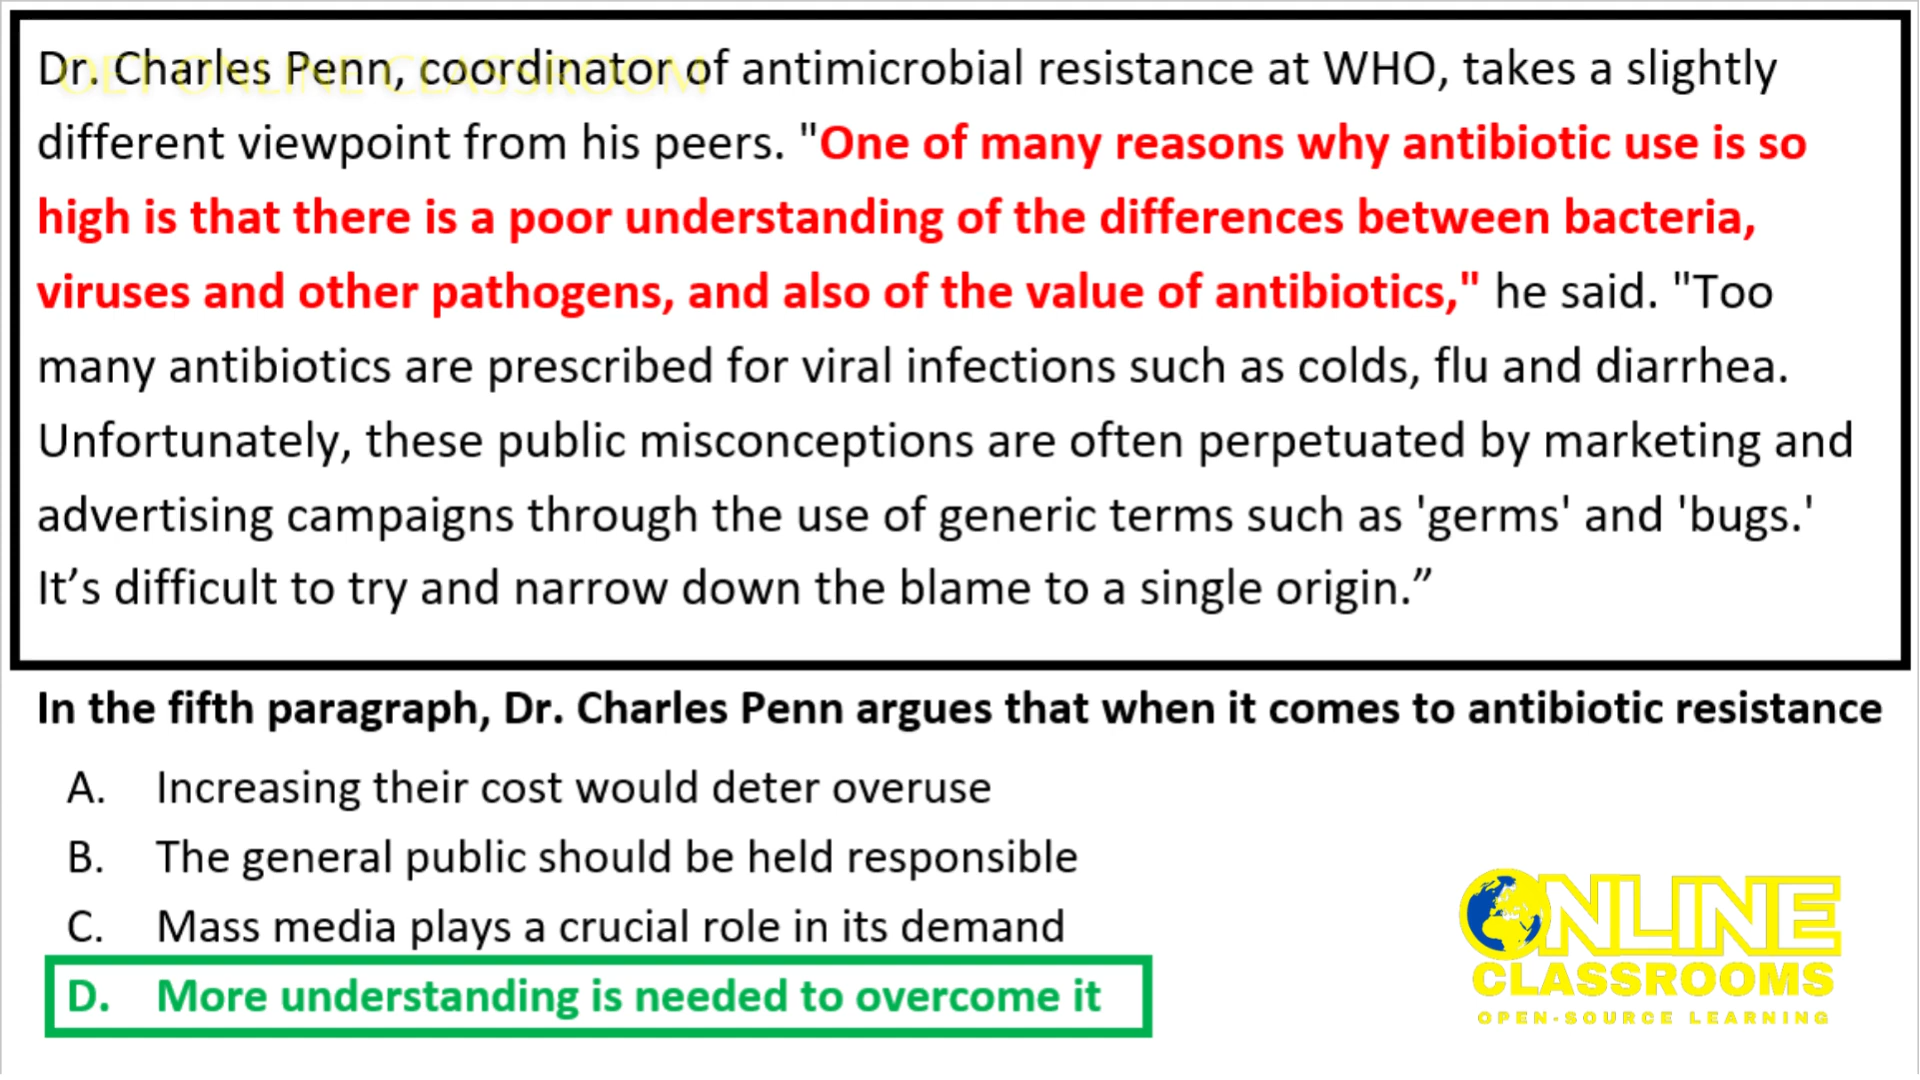 OET ONLINE CLASSROOM
Dr. Charles Penn, coordinator of antimicrobial resistance at WHO, takes a slightly
different viewpoint from his peers. "One of many reasons why antibiotic use is so
high is that there is a poor understanding of the differences between bacteria,
viruses and other pathogens, and also of the value of antibiotics," he said. "Too
many antibiotics are prescribed for viral infections such as colds, flu and diarrhea.
Unfortunately, these public misconceptions are often perpetuated by marketing and
advertising campaigns through the use of generic terms such as 'germs' and 'bugs.'
It’s difficult to try and narrow down the blame to a single origin.”
In the fifth paragraph, Dr. Charles Penn argues that when it comes to antibiotic resistance
A. Increasing their cost would deter overuse
B. The general public should be held responsible
C. Mass media plays a crucial role in its demand
D. More understanding is needed to overcome it
ONLINE
CLASSROOMS
OPEN-SOURCE LEARNING